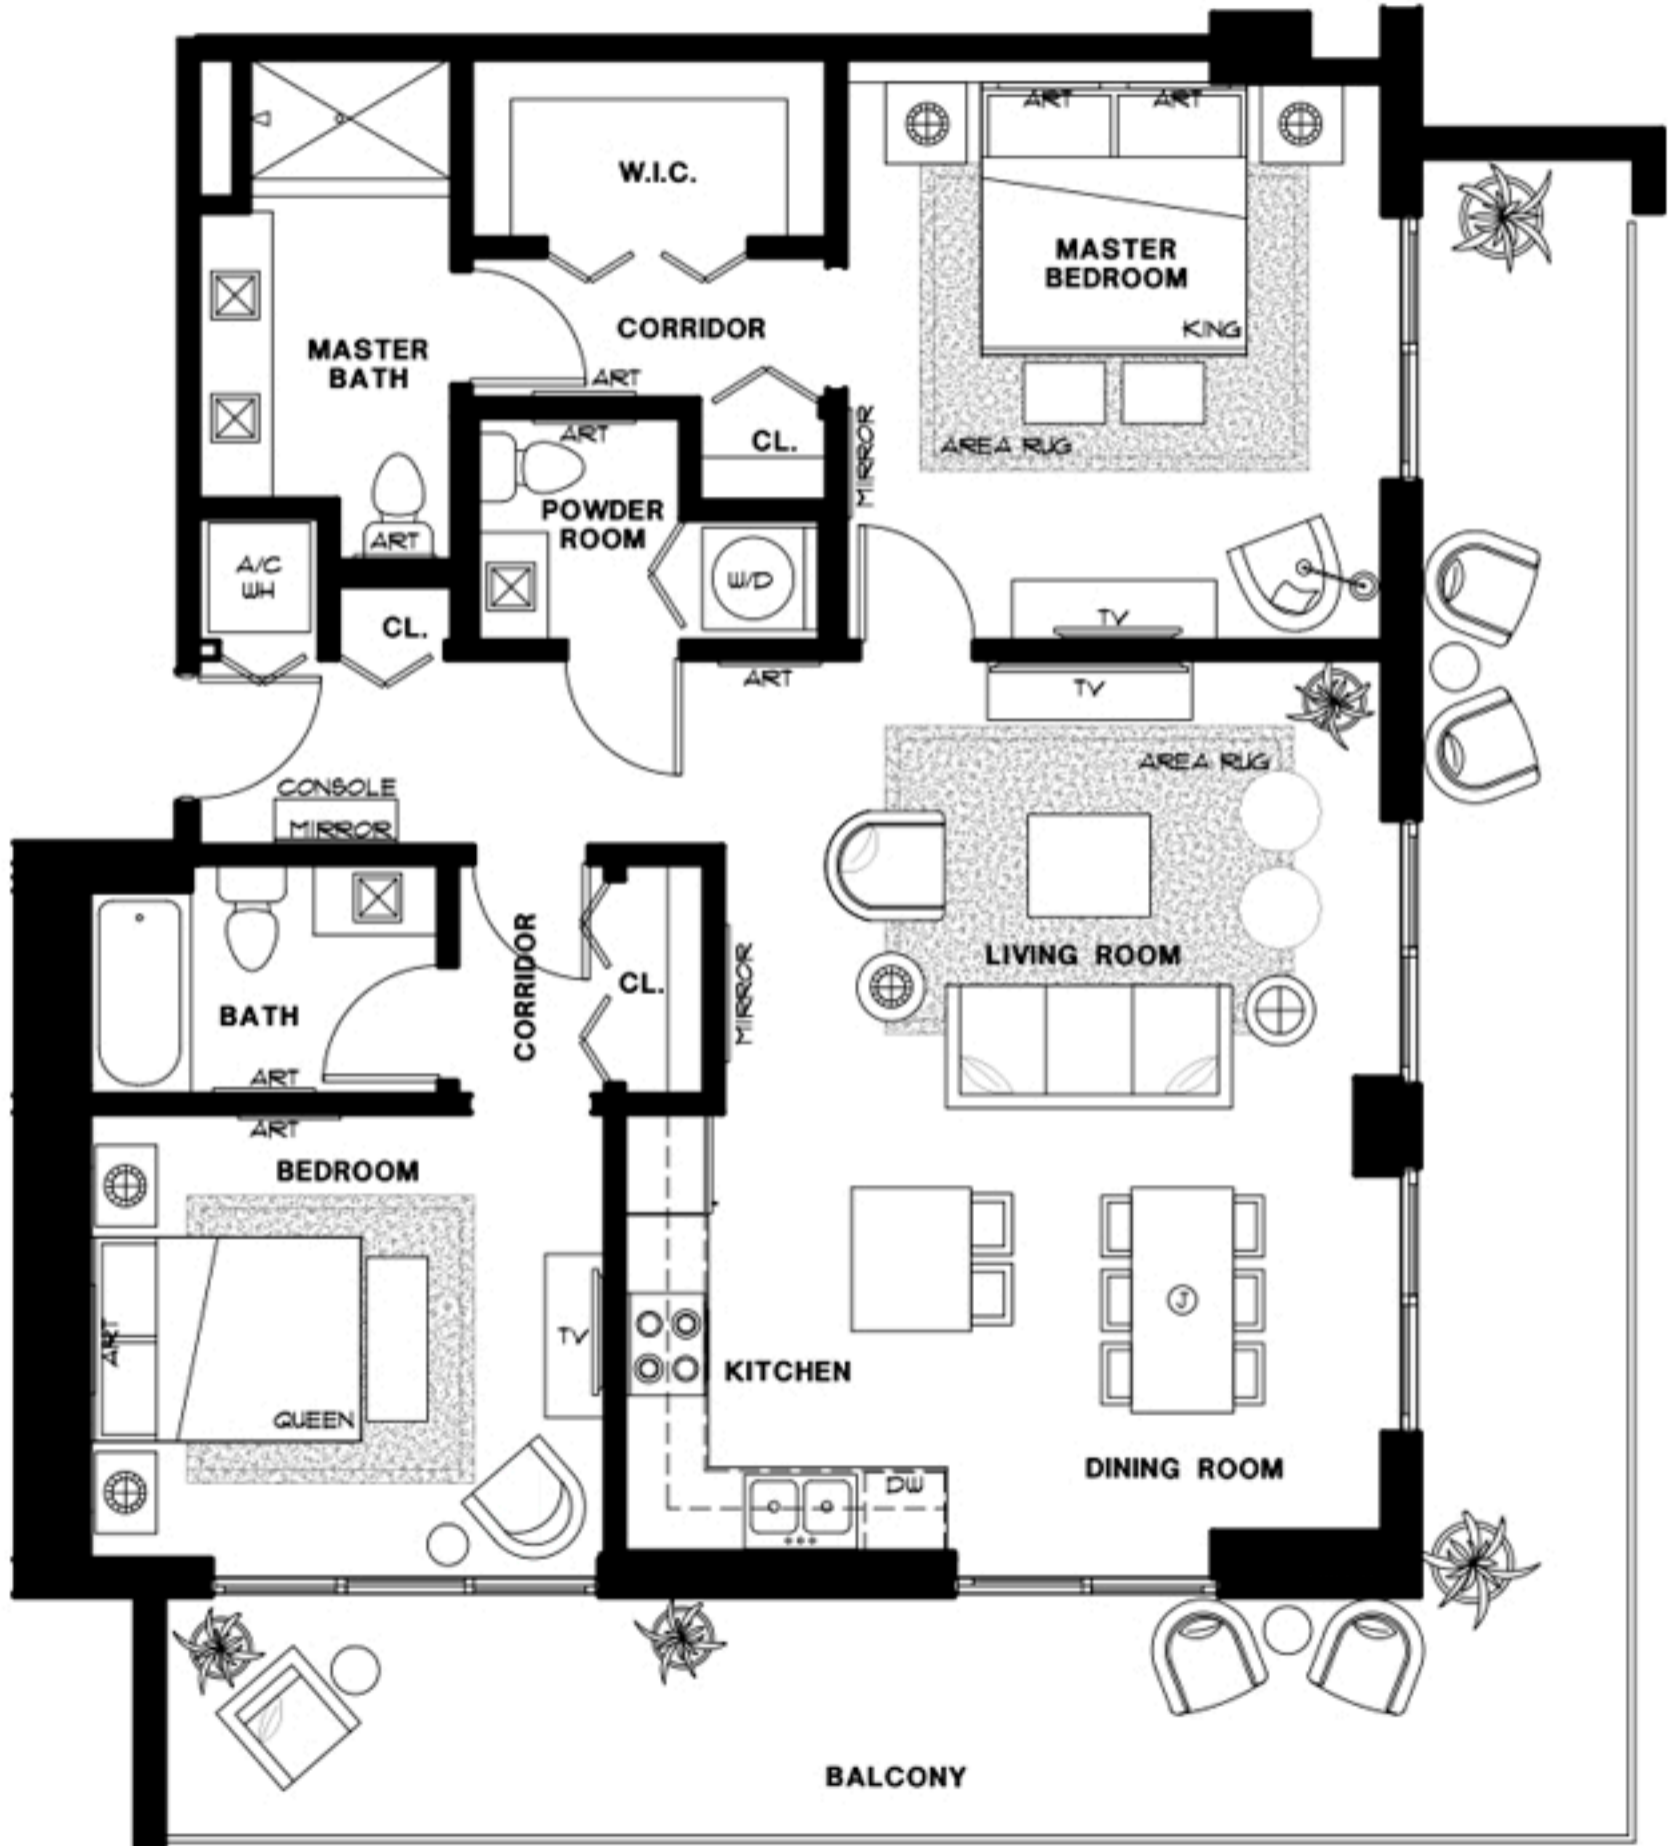 ART
ART
W.I.C.
MASTER
BEDROOM
KING
CORRIDOR
MASTER
BATH
ART
ART
CL.
MIRROR
AREA RUG
POWDER
ROOM
ART
A/C
WH
W/D
CL.
TV
ART
TV
AREA RUG
CONSOLE
MIRROR
CORRIDOR
CL.
MIRROR
LIVING ROOM
BATH
ART
ART
BEDROOM
ART
TV
J
KITCHEN
QUEEN
DINING ROOM
DW
BALCONY